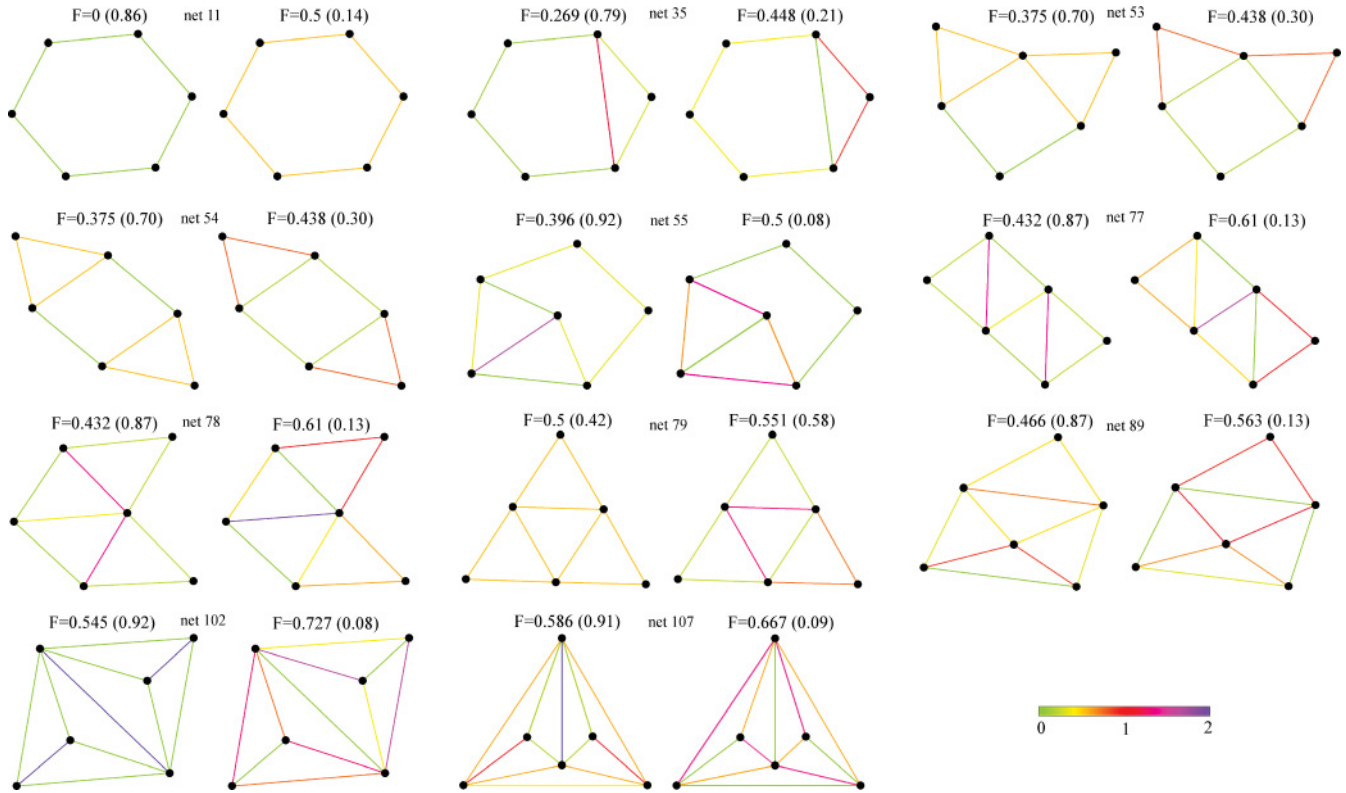 F=0 (0.86) net 11 F=0.5 (0.14)
F=0.269 (0.79) net 35 F=0.448 (0.21)
F=0.375 (0.70) net 53 F=0.438 (0.30)
F=0.375 (0.70) net 54 F=0.438 (0.30)
F=0.396 (0.92) net 55 F=0.5 (0.08)
F=0.432 (0.87) net 77 F=0.61 (0.13)
F=0.432 (0.87) net 78 F=0.61 (0.13)
F=0.5 (0.42) net 79 F=0.551 (0.58)
F=0.466 (0.87) net 89 F=0.563 (0.13)
F=0.545 (0.92) net 102 F=0.727 (0.08)
F=0.586 (0.91) net 107 F=0.667 (0.09)
0 1 2